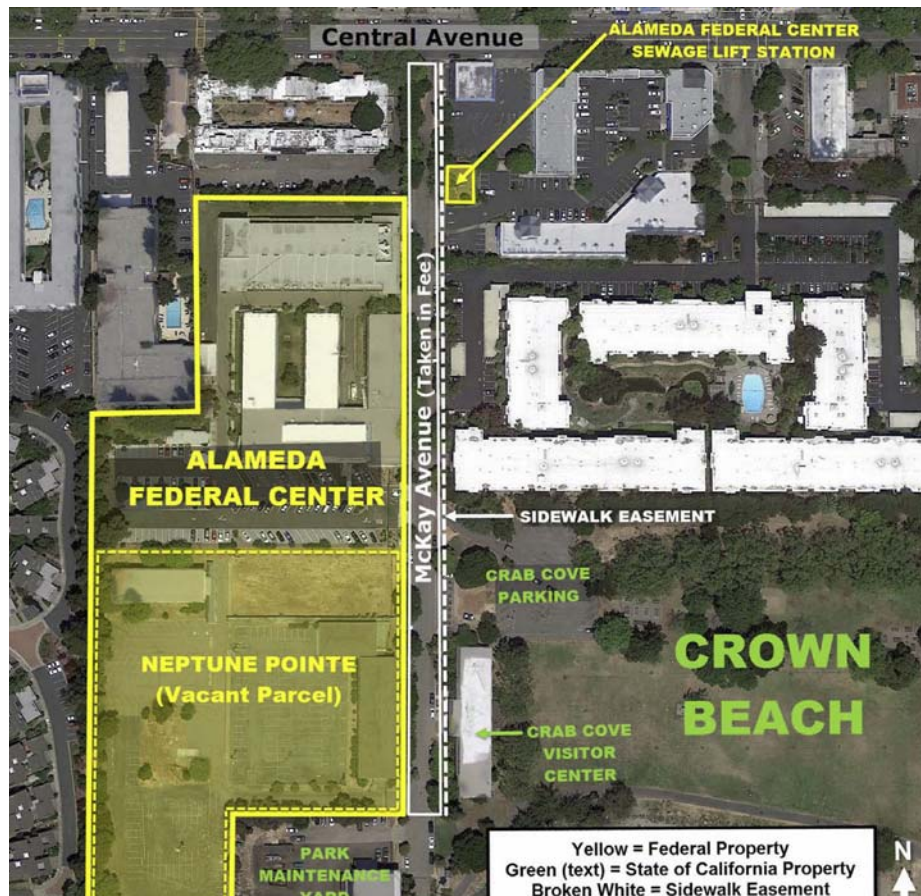 Central Avenue
ALAMEDA FEDERAL CENTER
SEWAGE LIFT STATION
McKay Avenue (Taken in Fee)
ALAMEDA
FEDERAL CENTER
SIDEWALK EASEMENT
CRAB COVE
PARKING
NEPTUNE POINTE
(Vacant Parcel)
CROWN
BEACH
CRAB COVE
VISITOR
CENTER
PARK
MAINTENANCE
YARD
Yellow = Federal Property
Green (text) = State of California Property
Broken White = Sidewalk Easement
N